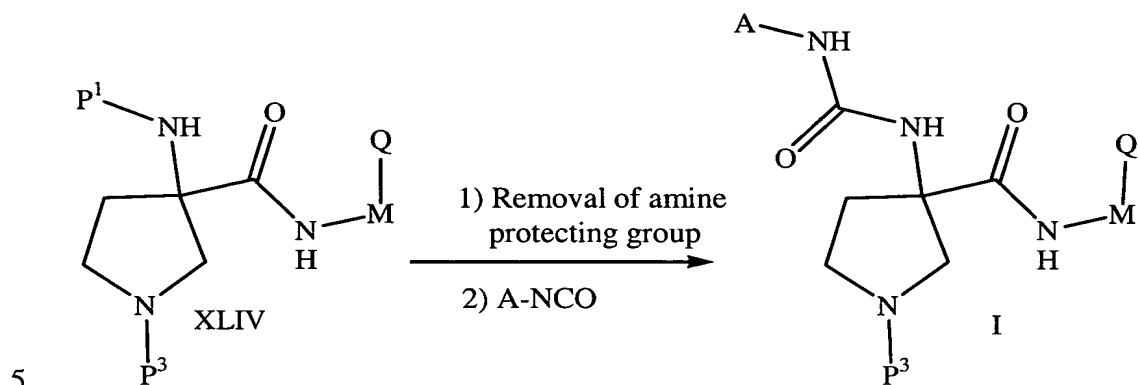 A
NH
P¹
NH
O
O
NH
O
Q
Q
1) Removal of amine
protecting group
M
N
H
M
N
H
2) A-NCO
N
XLIV
N
I
P³
P³
5